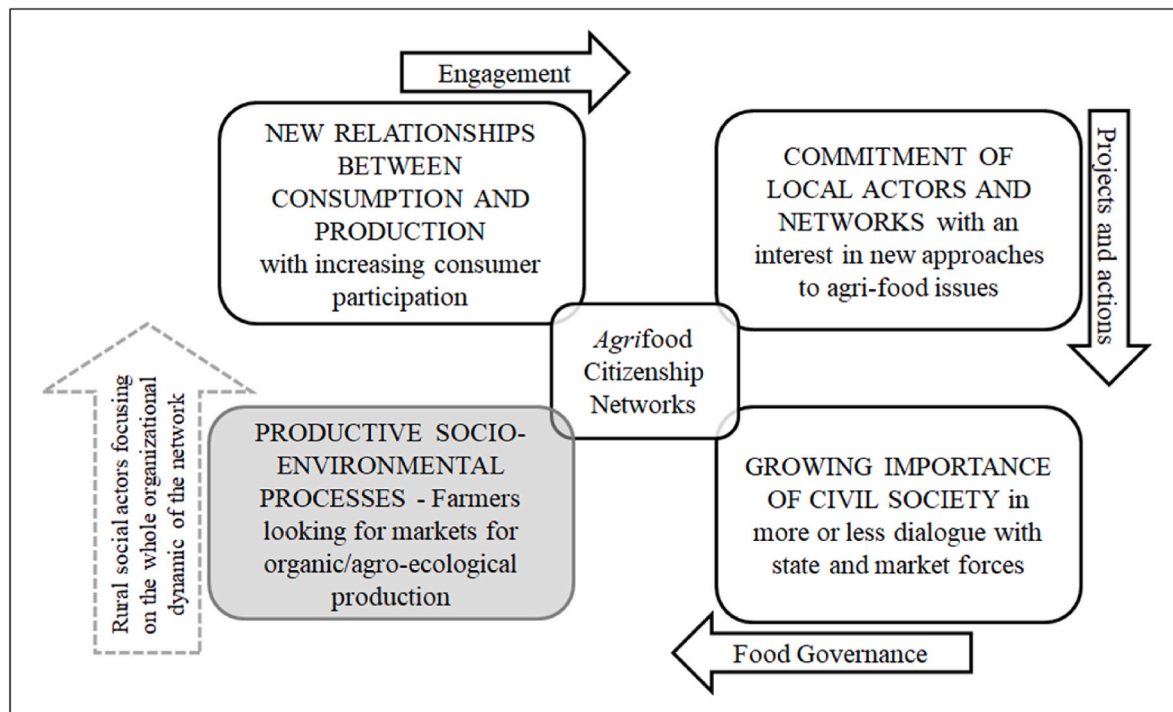 Engagement
NEW RELATIONSHIPS
BETWEEN
CONSUMPTION AND
PRODUCTION
with increasing consumer
participation
COMMITMENT OF
LOCAL ACTORS AND
NETWORKS with an
interest in new approaches
to agri-food issues
Projects and actions
Agrifood
Citizenship
Networks
Rural social actors focusing
on the whole organizational
dynamic of the network
PRODUCTIVE SOCIO-
ENVIRONMENTAL
PROCESSES - Farmers
looking for markets for
organic/agro-ecological
production
GROWING IMPORTANCE
OF CIVIL SOCIETY in
more or less dialogue with
state and market forces
Food Governance